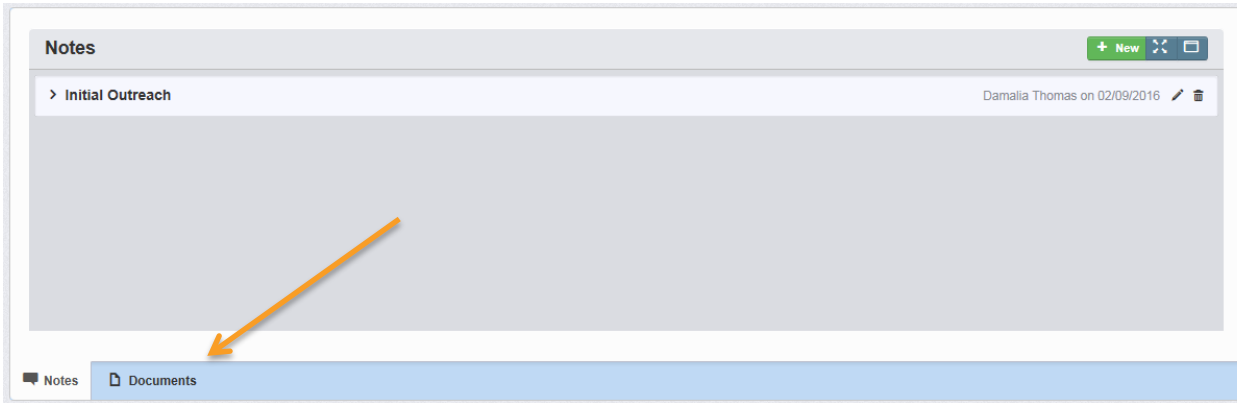 Notes
+ New
Initial Outreach
Damalia Thomas on 02/09/2016
Notes
Documents